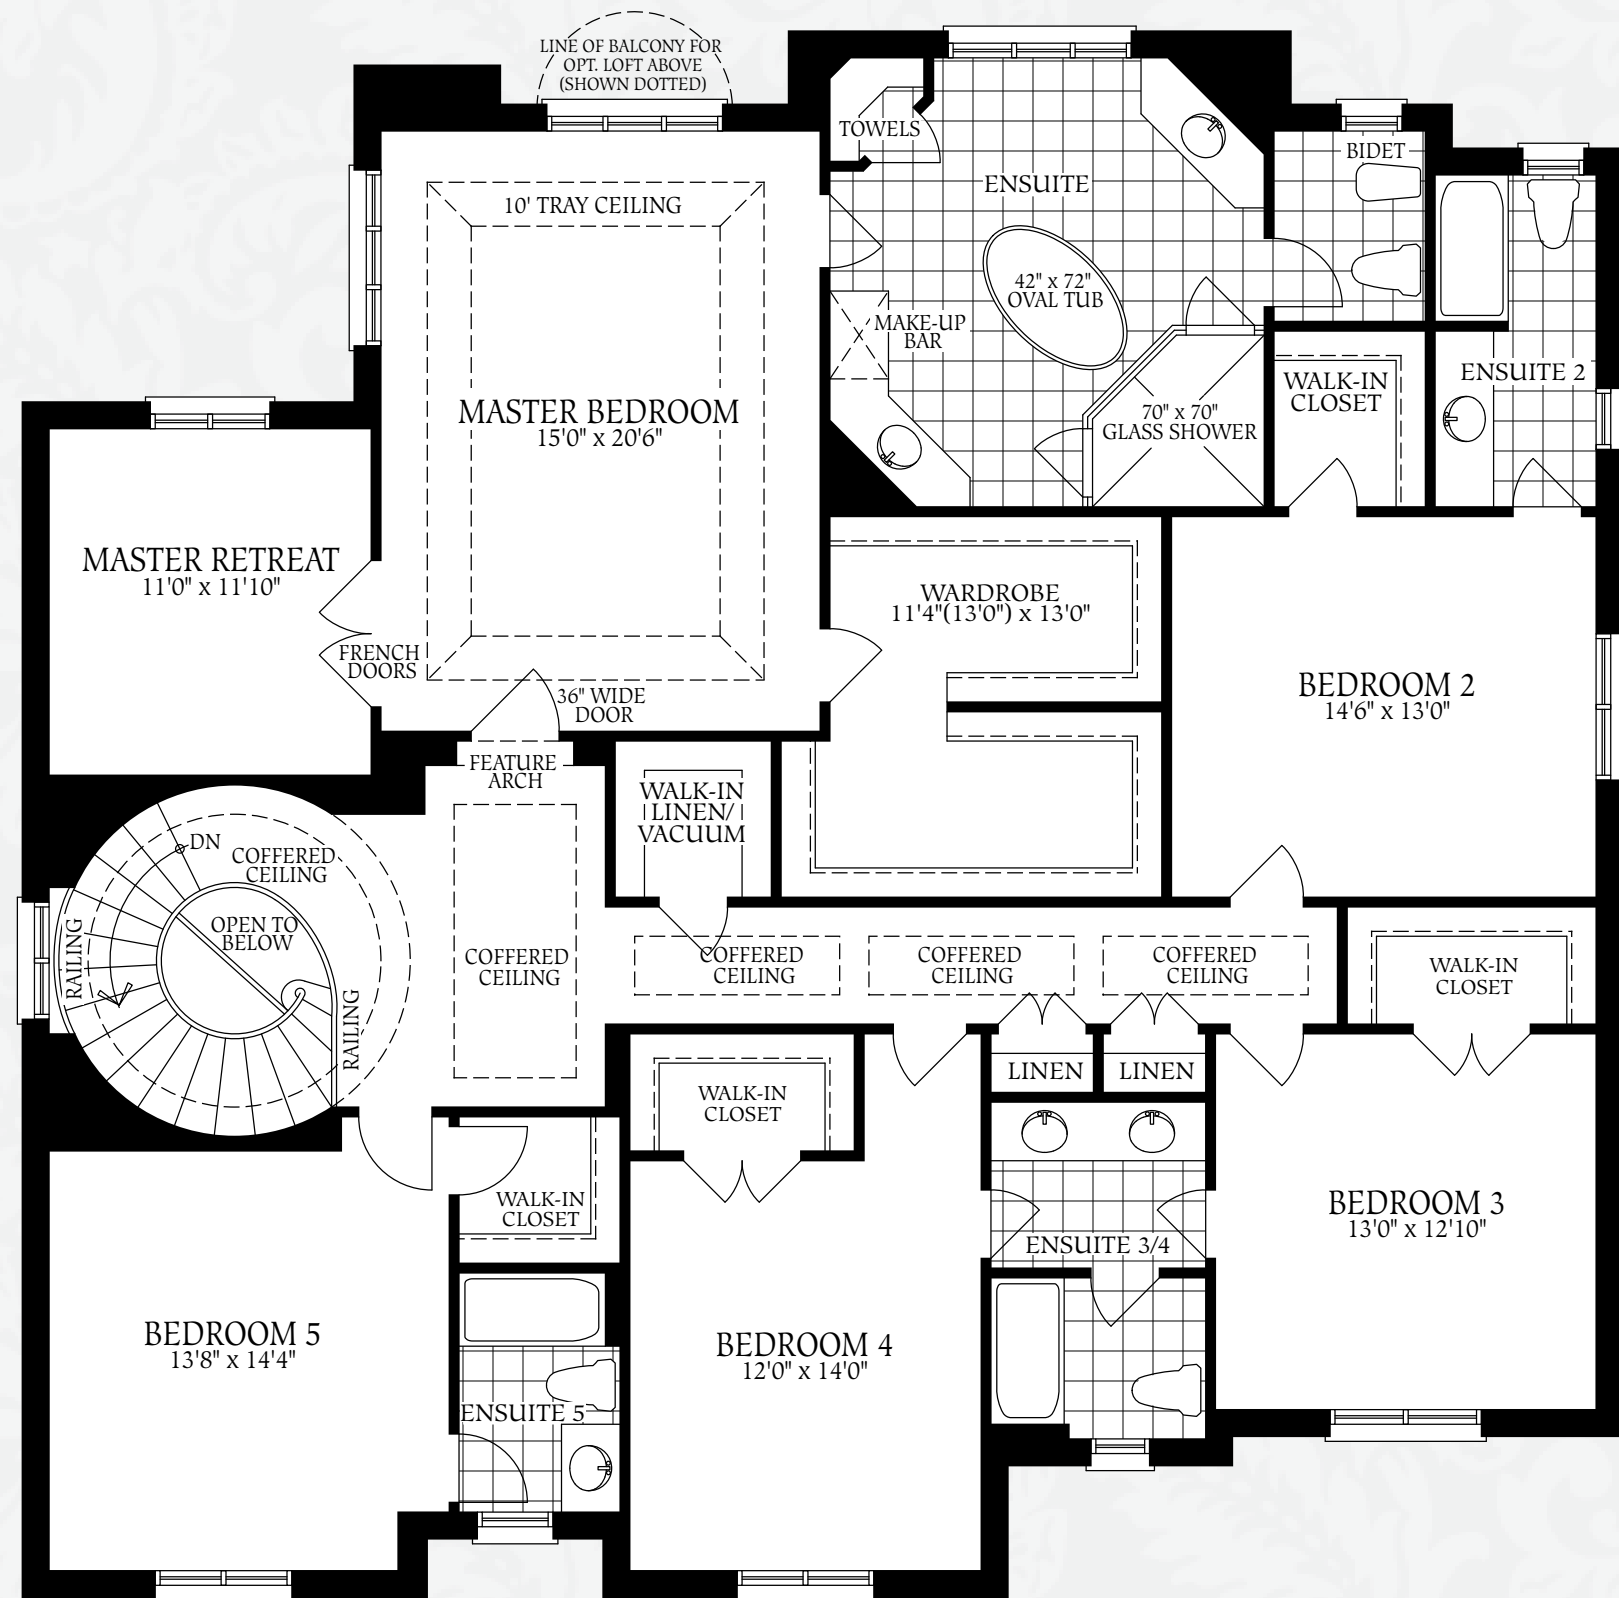 LINE OF BALCONY FOR
OPT. LOFT ABOVE
(SHOWN DOTTED)
TOWELS
BIDET
ENSUITE
10' TRAY CEILING
42" x 72"
OVAL TUB
MAKE-UP
BAR
MASTER BEDROOM
15'0" x 20'6"
WALK-IN
CLOSET
ENSUITE 2
70" x 70"
GLASS SHOWER
MASTER RETREAT
11'0" x 11'10"
FRENCH
DOORS
36" WIDE
DOOR
WARDROBE
11'4"(13'0") x 13'0"
BEDROOM 2
14'6" x 13'0"
FEATURE
ARCH
WALK-IN
LINEN/
VACUUM
DN
COFFERED
CEILING
OPEN TO
BELOW
RAILING
RAILING
COFFERED
CEILING
COFFERED
CEILING
COFFERED
CEILING
COFFERED
CEILING
WALK-IN
CLOSET
WALK-IN
CLOSET
LINEN
LINEN
WALK-IN
CLOSET
ENSUITE 3/4
BEDROOM 3
13'0" x 12'10"
BEDROOM 5
13'8" x 14'4"
BEDROOM 4
12'0" x 14'0"
ENSUITE 5